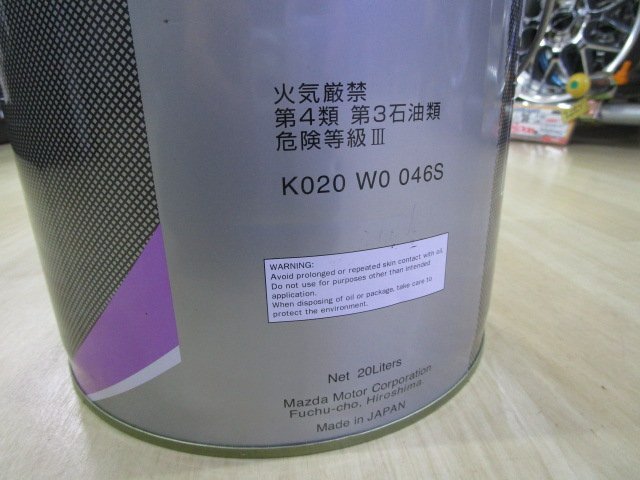 火気厳禁
第4類 第3石油類
危険等級Ⅲ
K020 W0 046S
WARNING:
Avoid prolonged or repeated skin contact with oil.
Do not use for purposes other than intended
application.
When disposing of oil or package, take care to
protect the environment.
Net 20Liters
Mazda Motor Corporation
Fuchu-cho, Hiroshima
Made in JAPAN